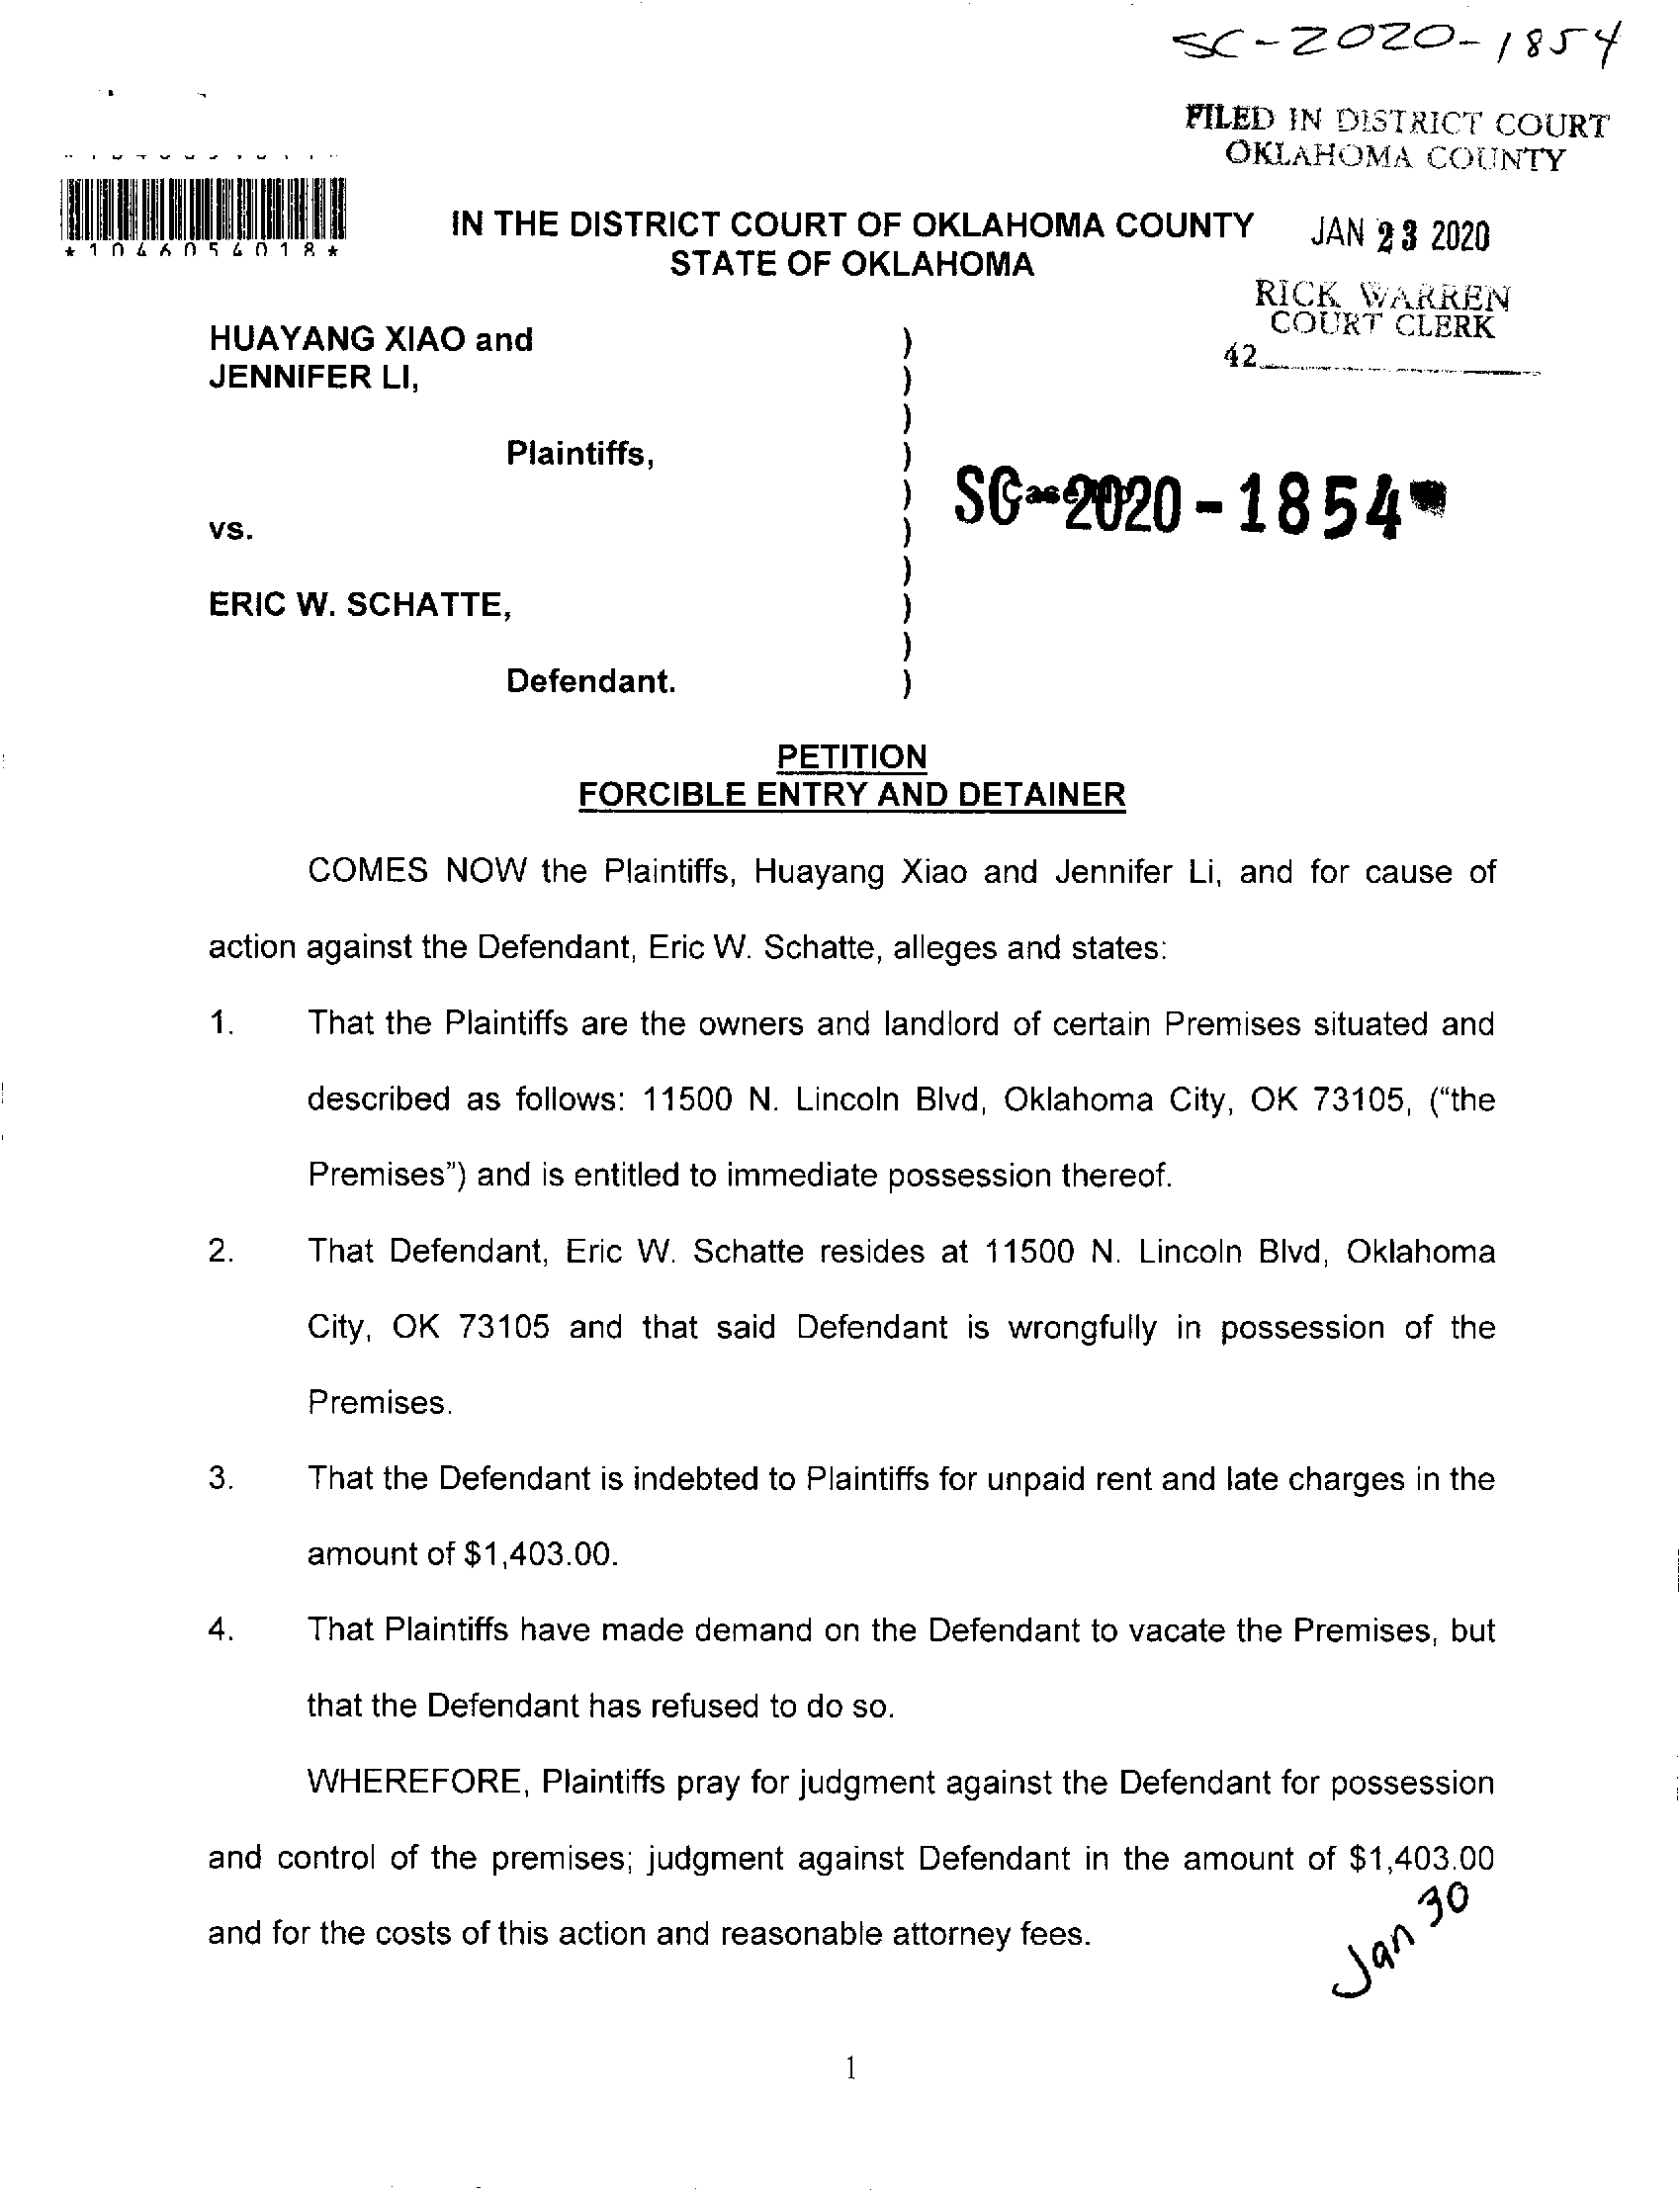 SC-2020-1854
FILED IN DISTRICT COURT
OKLAHOMA COUNTY
JAN 23 2020
RICK WARREN
COURT CLERK
42
*1046054018*
IN THE DISTRICT COURT OF OKLAHOMA COUNTY
STATE OF OKLAHOMA
HUAYANG XIAO and )
JENNIFER LI, )
)
Plaintiffs, )
) SC-2020-1854
vs. )
)
ERIC W. SCHATTE, )
)
Defendant. )
PETITION
FORCIBLE ENTRY AND DETAINER
COMES NOW the Plaintiffs, Huayang Xiao and Jennifer Li, and for cause of
action against the Defendant, Eric W. Schatte, alleges and states:
1. That the Plaintiffs are the owners and landlord of certain Premises situated and
described as follows: 11500 N. Lincoln Blvd, Oklahoma City, OK 73105, (“the
Premises”) and is entitled to immediate possession thereof.
2. That Defendant, Eric W. Schatte resides at 11500 N. Lincoln Blvd, Oklahoma
City, OK 73105 and that said Defendant is wrongfully in possession of the
Premises.
3. That the Defendant is indebted to Plaintiffs for unpaid rent and late charges in the
amount of $1,403.00.
4. That Plaintiffs have made demand on the Defendant to vacate the Premises, but
that the Defendant has refused to do so.
WHEREFORE, Plaintiffs pray for judgment against the Defendant for possession
and control of the premises; judgment against Defendant in the amount of $1,403.00
and for the costs of this action and reasonable attorney fees.
Jan 30
1